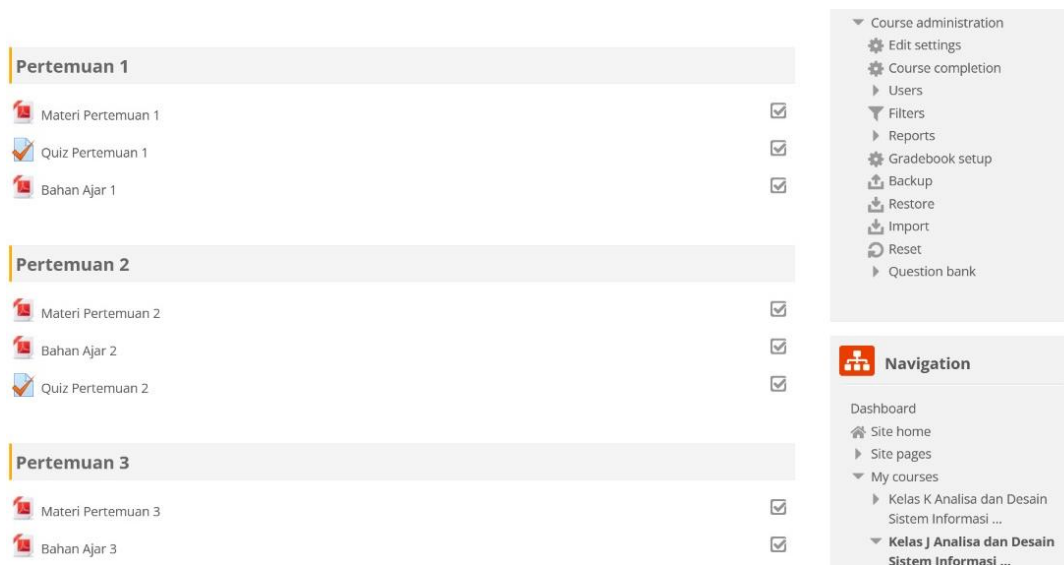 Pertemuan 1
Materi Pertemuan 1
Quiz Pertemuan 1
Bahan Ajar 1
Pertemuan 2
Materi Pertemuan 2
Bahan Ajar 2
Quiz Pertemuan 2
Pertemuan 3
Materi Pertemuan 3
Bahan Ajar 3
Course administration
Edit settings
Course completion
Users
Filters
Reports
Gradebook setup
Backup
Restore
Import
Reset
Question bank
Navigation
Dashboard
Site home
Site pages
My courses
Kelas K Analisa dan Desain
Sistem Informasi ...
Kelas J Analisa dan Desain
Sistem Informasi ...